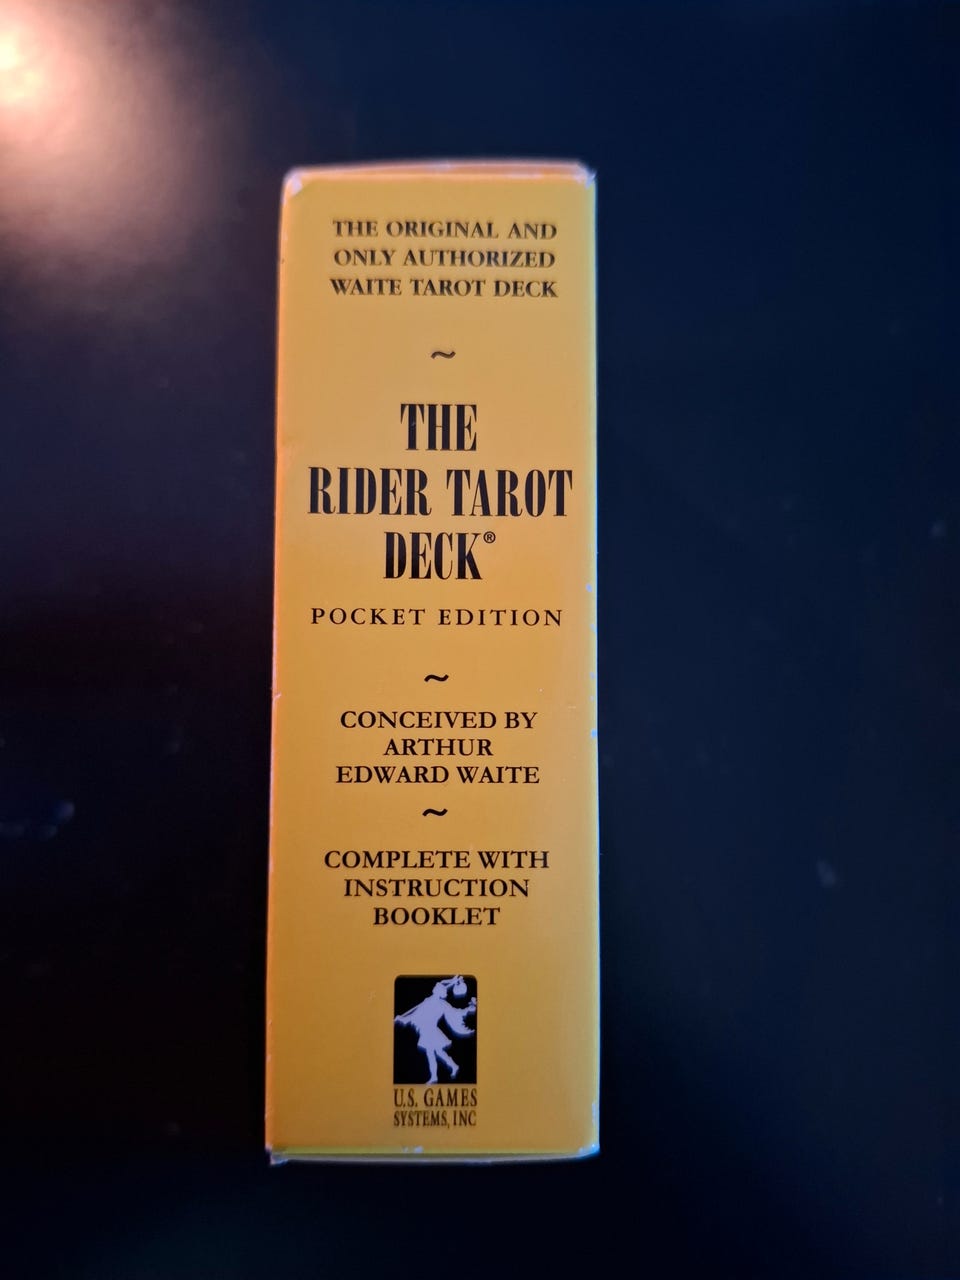 THE ORIGINAL AND
ONLY AUTHORIZED
WAITE TAROT DECK
~
THE
RIDER TAROT
DECK®
POCKET EDITION
~
CONCEIVED BY
ARTHUR
EDWARD WAITE
~
COMPLETE WITH
INSTRUCTION
BOOKLET
U.S. GAMES
SYSTEMS, INC